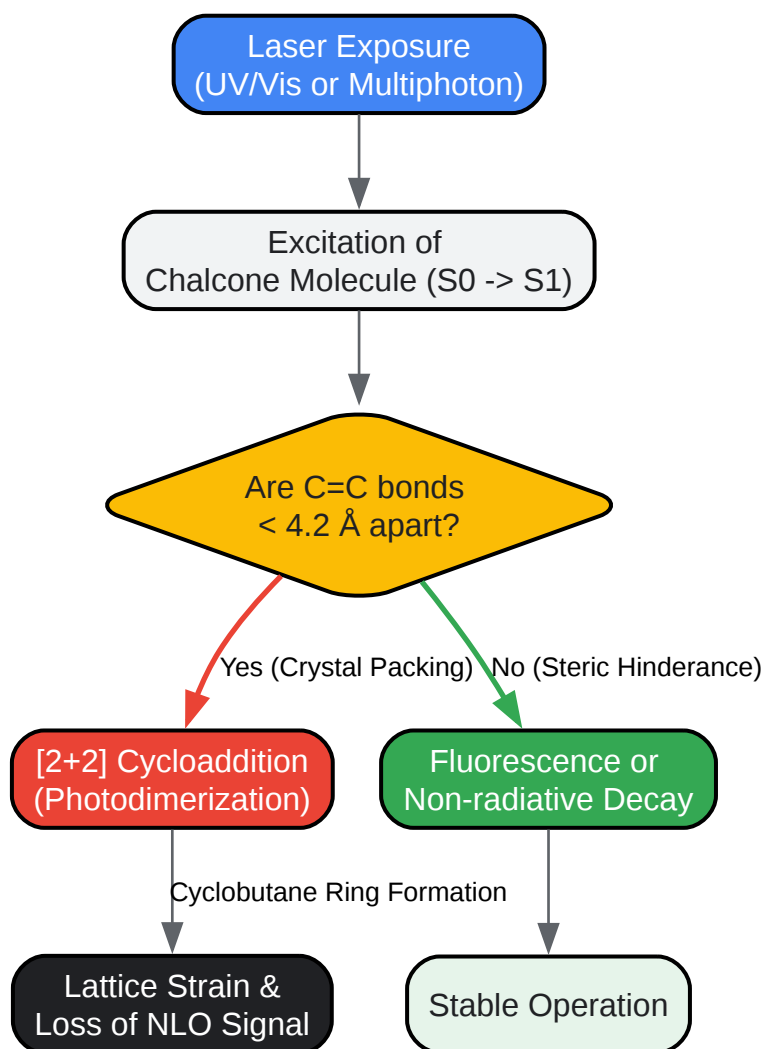 Laser Exposure
(UV/Vis or Multiphoton)
Excitation of
Chalcone Molecule (S0 -> S1)
Are C=C bonds
< 4.2 Å apart?
Yes (Crystal Packing)
No (Steric Hinderance)
[2+2] Cycloaddition
(Photodimerization)
Fluorescence or
Non-radiative Decay
Cyclobutane Ring Formation
Lattice Strain &
Loss of NLO Signal
Stable Operation